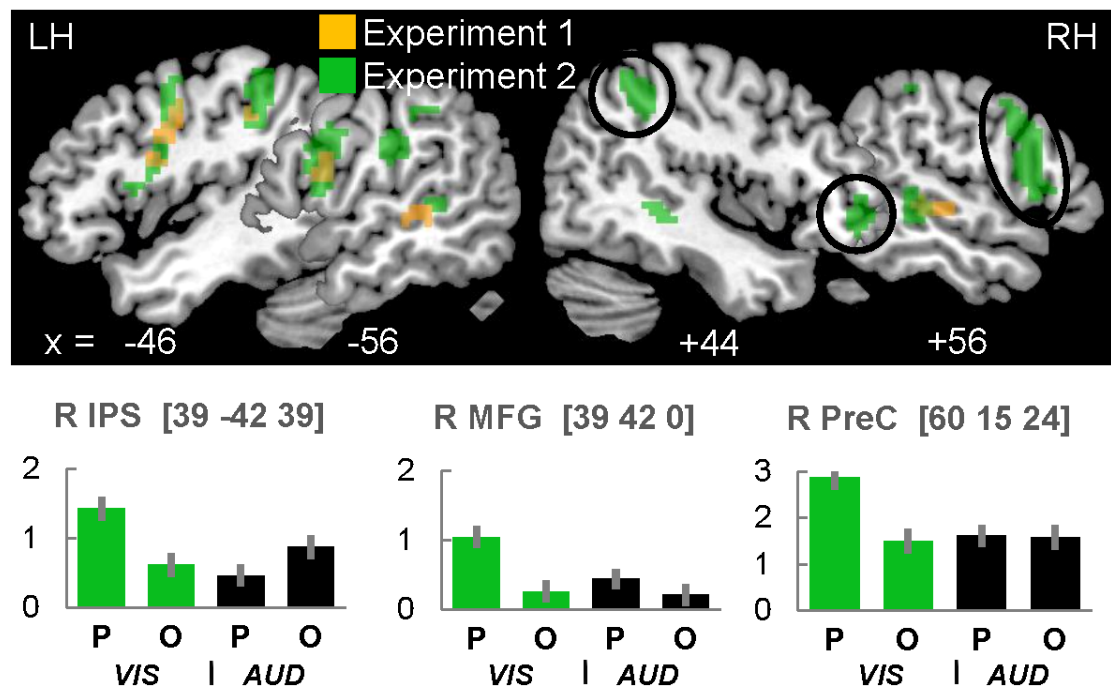 LH Experiment 1 RH
Experiment 2
x = -46 -56 +44 +56
R IPS [39 -42 39]
2
1
0
P O P O
VIS | AUD
R MFG [39 42 0]
2
1
0
P O P O
VIS | AUD
R PreC [60 15 24]
3
2
1
0
P O P O
VIS | AUD